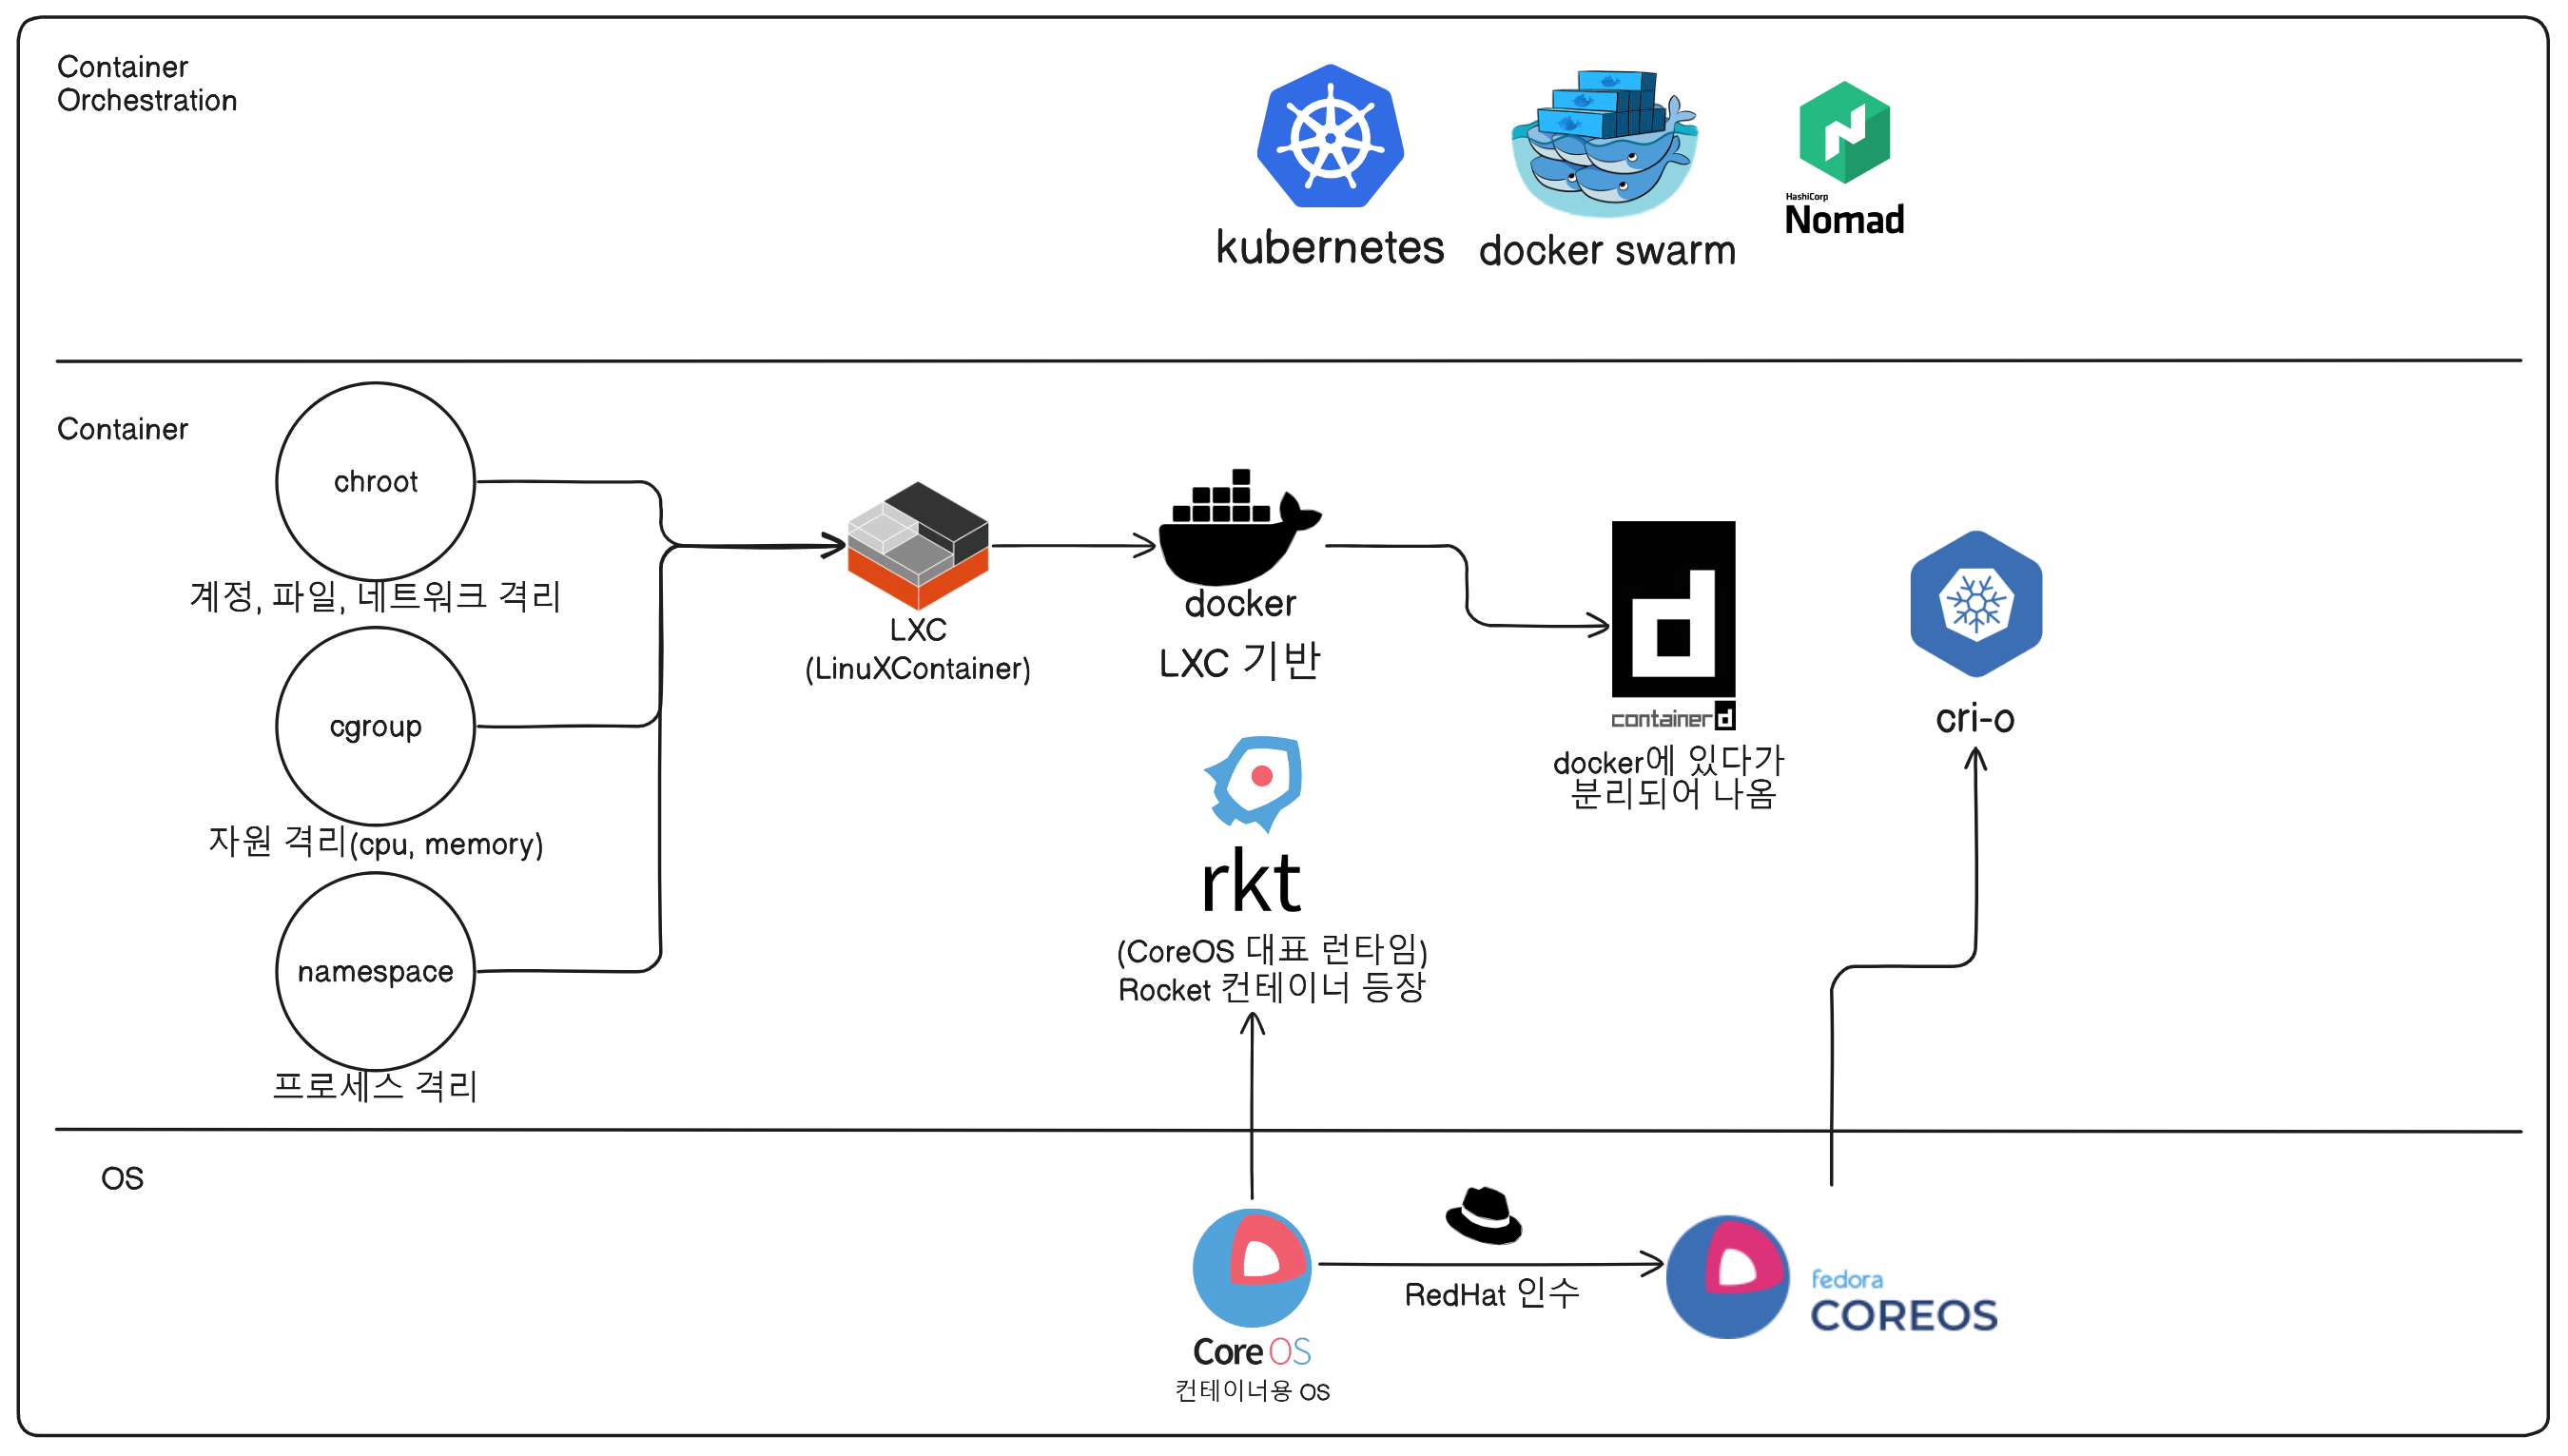 Container
Orchestration
kubernetes
docker swarm
HashiCorp
Nomad
Container
chroot
계정, 파일, 네트워크 격리
cgroup
자원 격리(cpu, memory)
namespace
프로세스 격리
LXC
(LinuXContainer)
docker
LXC 기반
rkt
(CoreOS 대표 런타임)
Rocket 컨테이너 등장
containerd
docker에 있다가
분리되어 나옴
cri-o
OS
Core OS
컨테이너용 OS
RedHat 인수
fedora
COREOS